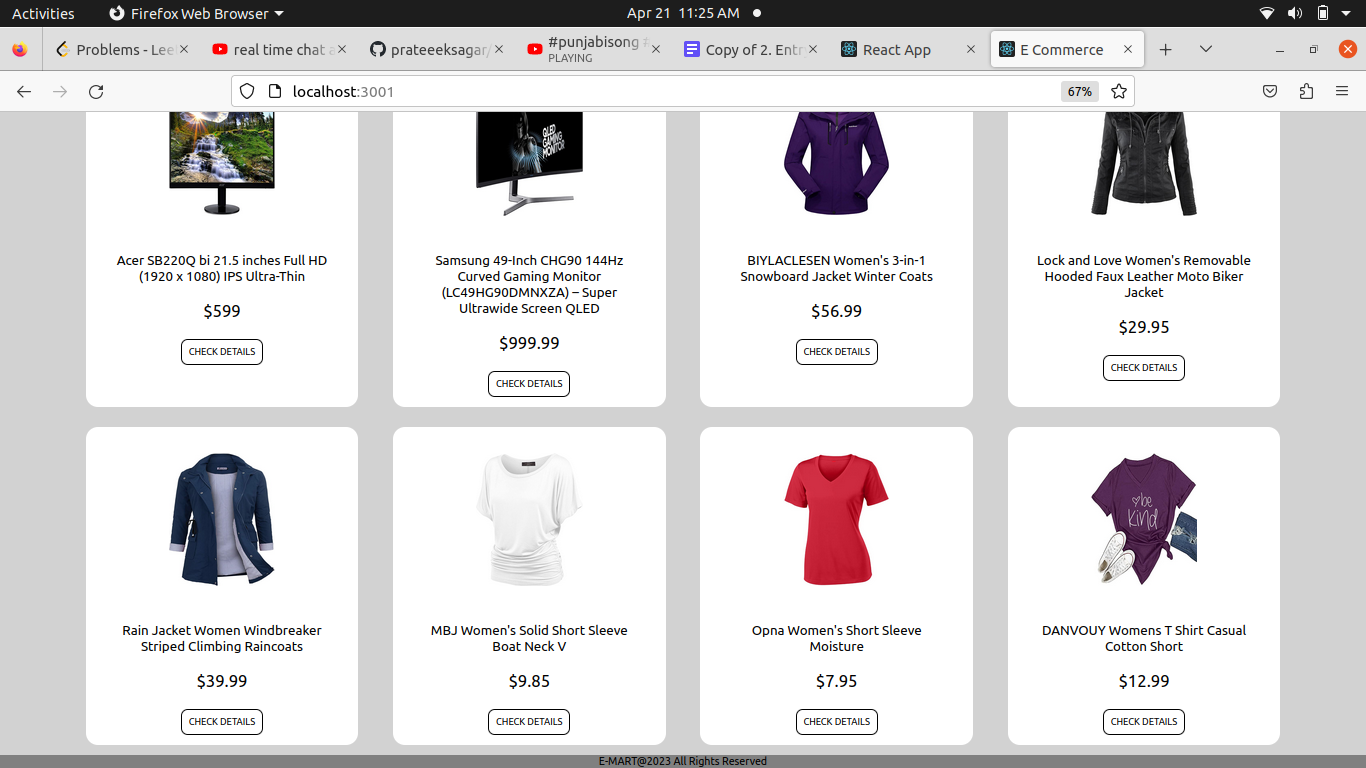 Activities
Firefox Web Browser
Apr 21 11:25 AM
Problems - Lee
real time chat a
prateeeksagar/
#punjabisong
PLAYING
Copy of 2. Entr
React App
E Commerce
localhost:3001
67%
QLED
GAMING
MONITOR
Acer SB220Q bi 21.5 inches Full HD
(1920 x 1080) IPS Ultra-Thin
$599
CHECK DETAILS
Samsung 49-Inch CHG90 144Hz
Curved Gaming Monitor
(LC49HG90DMNXZA) – Super
Ultrawide Screen QLED
$999.99
CHECK DETAILS
BIYLACLESEN Women's 3-in-1
Snowboard Jacket Winter Coats
$56.99
CHECK DETAILS
Lock and Love Women's Removable
Hooded Faux Leather Moto Biker
Jacket
$29.95
CHECK DETAILS
Rain Jacket Women Windbreaker
Striped Climbing Raincoats
$39.99
CHECK DETAILS
MBJ Women's Solid Short Sleeve
Boat Neck V
$9.85
CHECK DETAILS
Opna Women's Short Sleeve
Moisture
$7.95
CHECK DETAILS
be
kind
DANVOUY Womens T Shirt Casual
Cotton Short
$12.99
CHECK DETAILS
E-MART@2023 All Rights Reserved